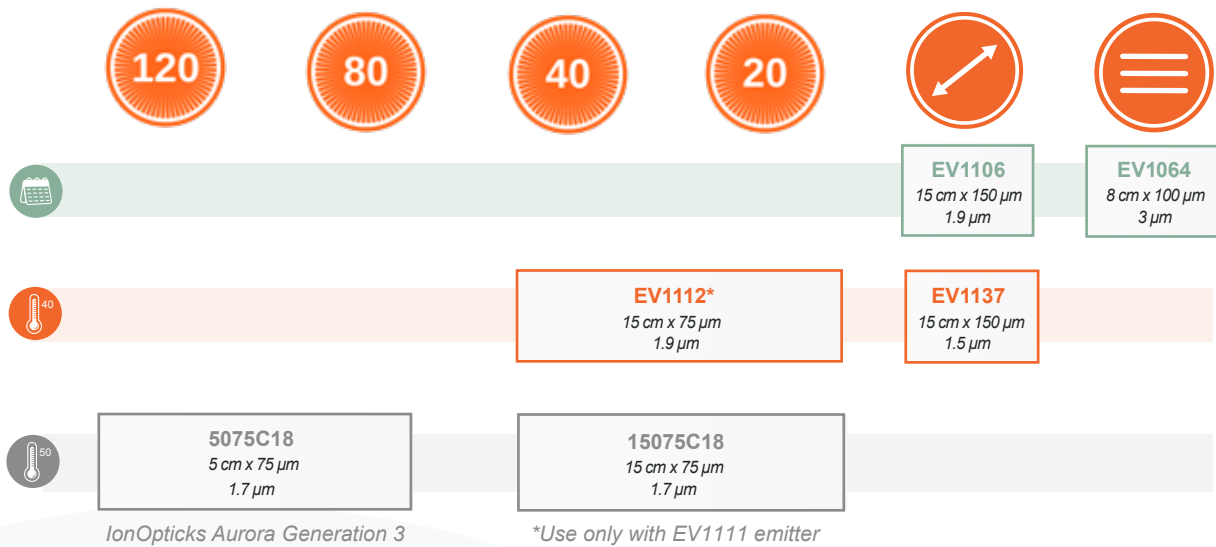 120
80
40
20
EV1106
15 cm x 150 µm
1.9 µm
EV1064
8 cm x 100 µm
3 µm
40
EV1112*
15 cm x 75 µm
1.9 µm
EV1137
15 cm x 150 µm
1.5 µm
50
5075C18
5 cm x 75 µm
1.7 µm
15075C18
15 cm x 75 µm
1.7 µm
IonOpticks Aurora Generation 3
*Use only with EV1111 emitter